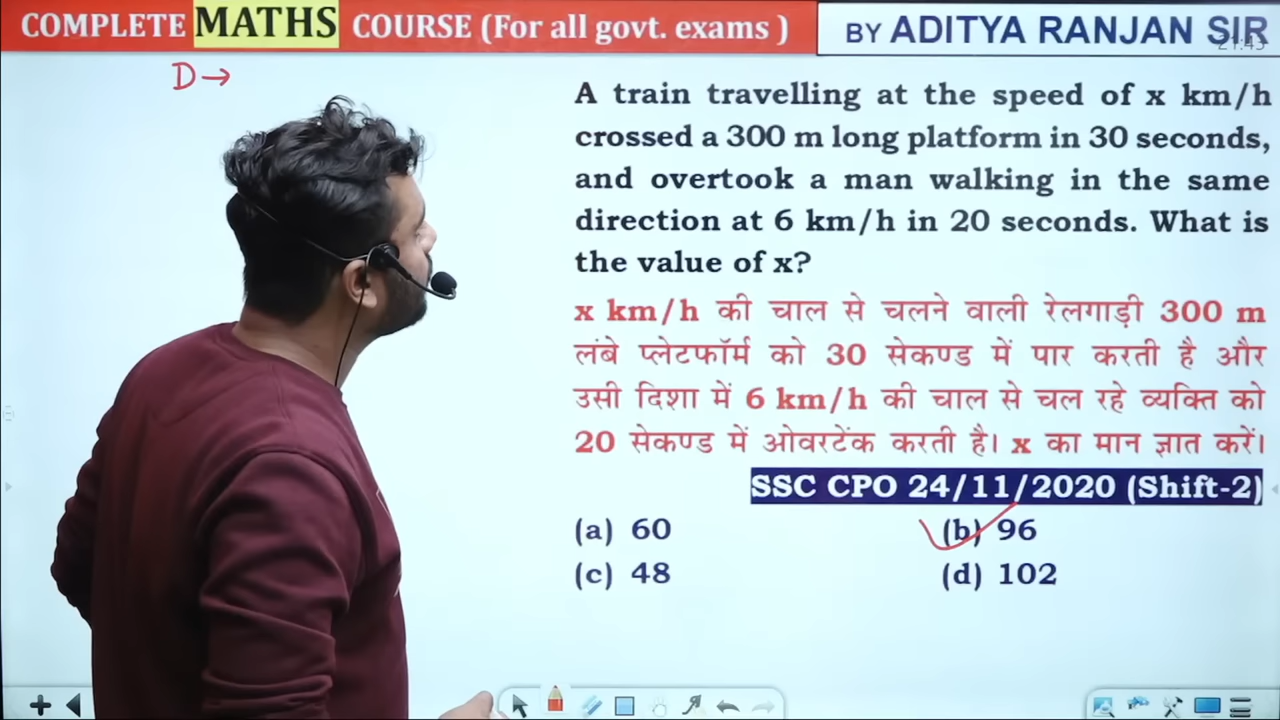 COMPLETE MATHS COURSE (For all govt. exams )
BY ADITYA RANJAN SIR
21:43
D→
A train travelling at the speed of x km/h
crossed a 300 m long platform in 30 seconds,
and overtook a man walking in the same
direction at 6 km/h in 20 seconds. What is
the value of x?
x km/h की चाल से चलने वाली रेलगाड़ी 300 m
लंबे प्लेटफॉर्म को 30 सेकण्ड में पार करती है और
उसी दिशा में 6 km/h की चाल से चल रहे व्यक्ति को
20 सेकण्ड में ओवरटेंक करती है। x का मान ज्ञात करें।
SSC CPO 24/11/2020 (Shift-2)
(a) 60
(b) 96
(c) 48
(d) 102